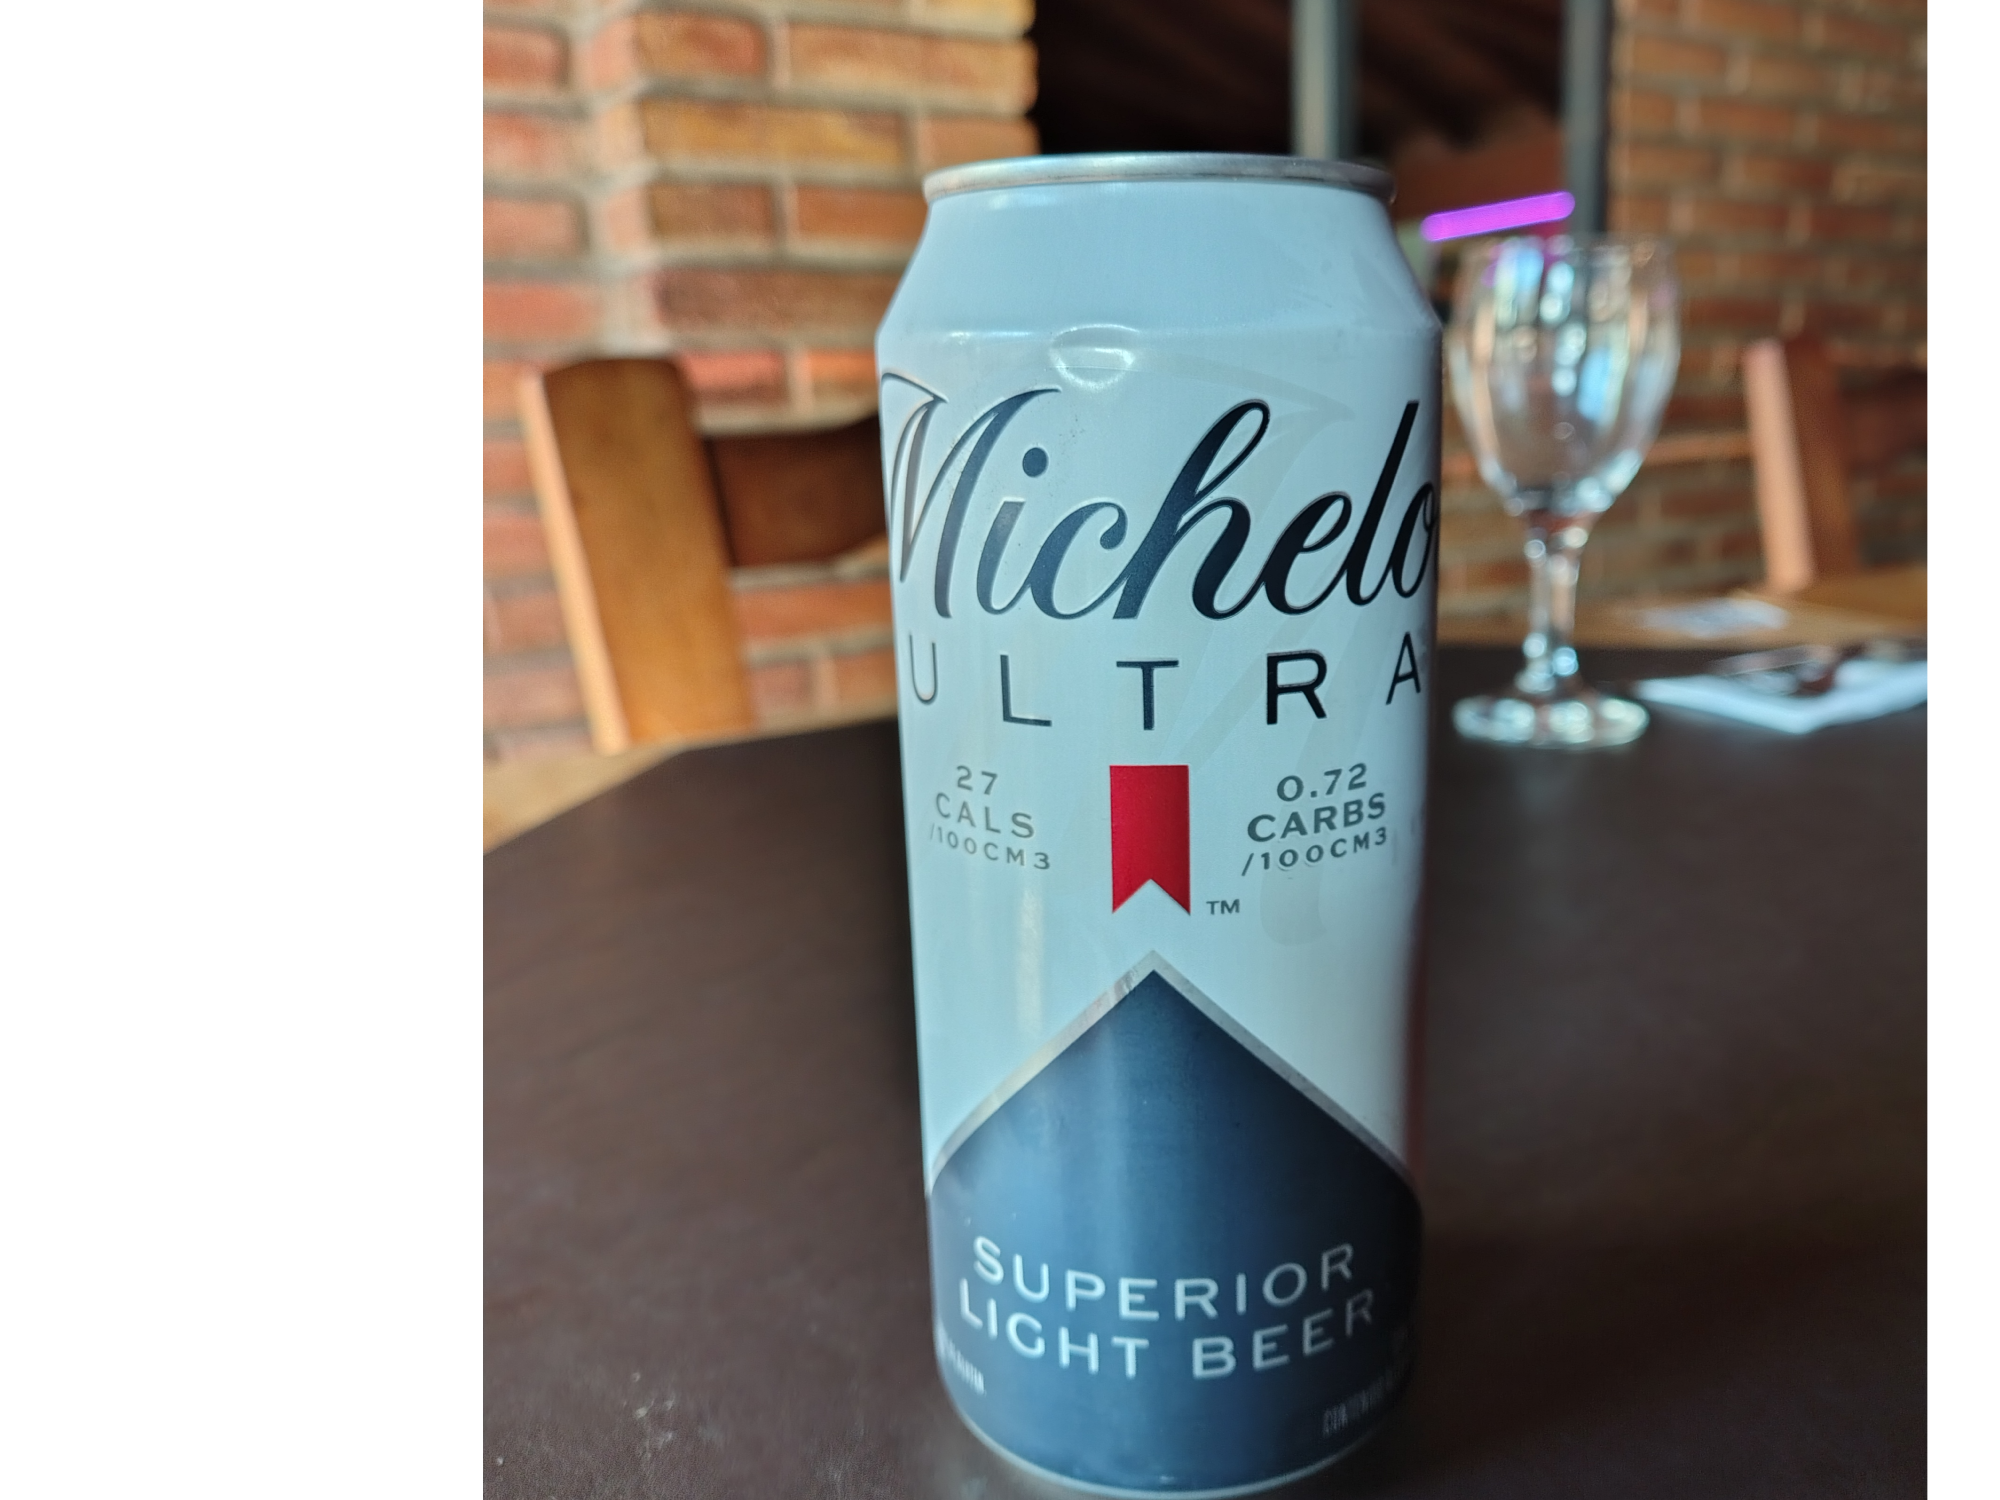 Michelo
ULTRA
27
CALS
/100CM3
0.72
CARBS
/100CM3
TM
SUPERIOR
LIGHT BEER